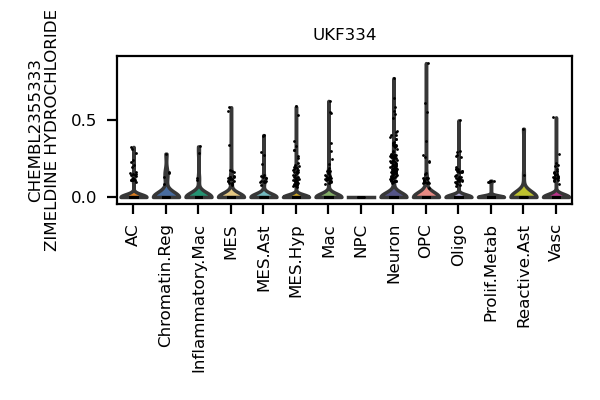 UKF334
CHEMBL2355333
ZIMELDINE HYDROCHLORIDE
0.5
0.0
AC
Chromatin.Reg
Inflammatory.Mac
MES
MES.Ast
MES.Hyp
Mac
NPC
Neuron
OPC
Oligo
Prolif.Metab
Reactive.Ast
Vasc